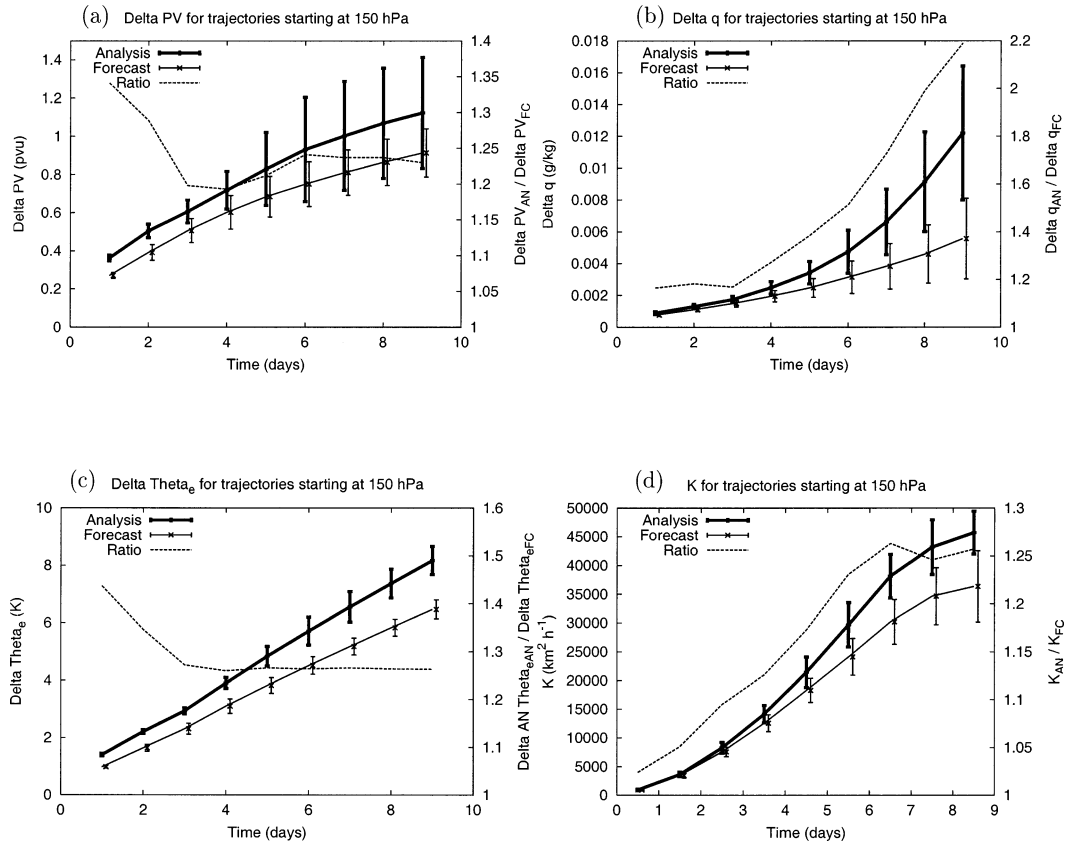 (a) Delta PV for trajectories starting at 150 hPa
Analysis
Forecast
Ratio
1.4
1.2
1
0.8
0.6
0.4
0.2
0
1.4
1.35
1.3
1.25
1.2
1.15
1.1
1.05
1
0 2 4 6 8 10
Time (days)
Delta PV (pvu)
Delta PV_AN / Delta PV_FC
(b) Delta q for trajectories starting at 150 hPa
Analysis
Forecast
Ratio
0.018
0.016
0.014
0.012
0.01
0.008
0.006
0.004
0.002
0
2.2
2
1.8
1.6
1.4
1.2
1
0 1 2 3 4 5 6 7 8 9 10
Time (days)
Delta q (g/kg)
Delta q_AN / Delta q_FC
(c) Delta Theta_e for trajectories starting at 150 hPa
Analysis
Forecast
Ratio
10
8
6
4
2
0
1.6
1.5
1.4
1.3
1.2
1.1
1
0 2 4 6 8 10
Time (days)
Delta Theta_e (K)
Delta AN Theta_eAN / Delta Theta_eFC
(d) K for trajectories starting at 150 hPa
Analysis
Forecast
Ratio
50000
45000
40000
35000
30000
25000
20000
15000
10000
5000
0
1.3
1.25
1.2
1.15
1.1
1.05
1
0 1 2 3 4 5 6 7 8 9
Time (days)
K (km² h⁻¹)
K_AN / K_FC